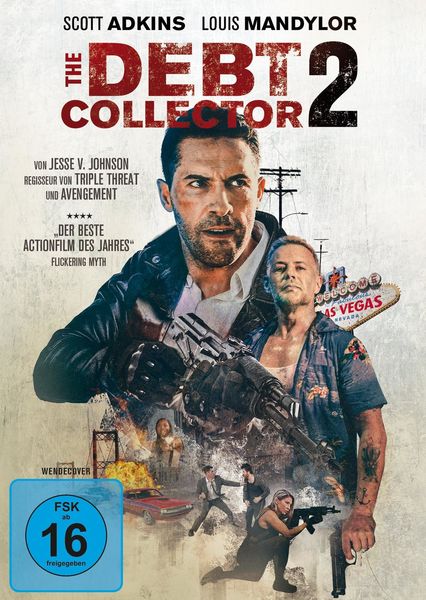 SCOTT ADKINS LOUIS MANDYLOR
THE DEBT
COLLECTOR 2
VON JESSE V. JOHNSON
REGISSEUR VON TRIPLE THREAT
UND AVENGEMENT
****
„DER BESTE
ACTIONFILM DES JAHRES“
FLICKERING MYTH
WELCOME
LAS VEGAS
NEVADA
WENDECOVER
FSK
ab
16
freigegeben